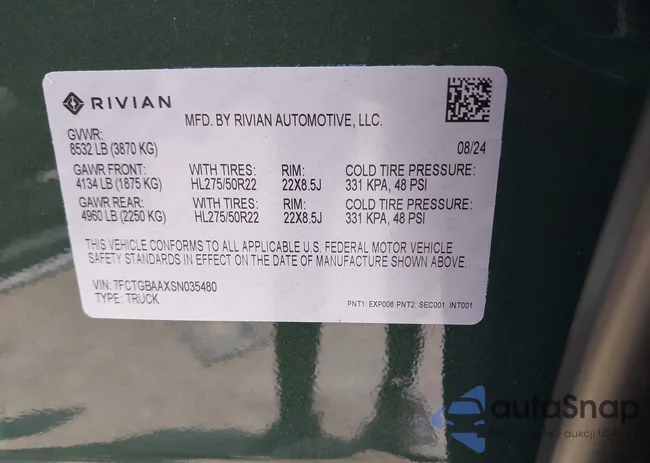 RIVIAN
MFD. BY RIVIAN AUTOMOTIVE, LLC.
GVWR:
8532 LB (3870 KG) 08/24
GAWR FRONT: WITH TIRES: RIM: COLD TIRE PRESSURE:
4134 LB (1875 KG) HL275/50R22 22X8.5J 331 KPA, 48 PSI
GAWR REAR: WITH TIRES: RIM: COLD TIRE PRESSURE:
4960 LB (2250 KG) HL275/50R22 22X8.5J 331 KPA, 48 PSI
THIS VEHICLE CONFORMS TO ALL APPLICABLE U.S. FEDERAL MOTOR VEHICLE
SAFETY STANDARDS IN EFFECT ON THE DATE OF MANUFACTURE SHOWN ABOVE.
VIN: 7FCTGBAAXSN035480
TYPE: TRUCK
PNT1: EXP006 PNT2: SEC001 INT001
autaSnap
z aukcji USA